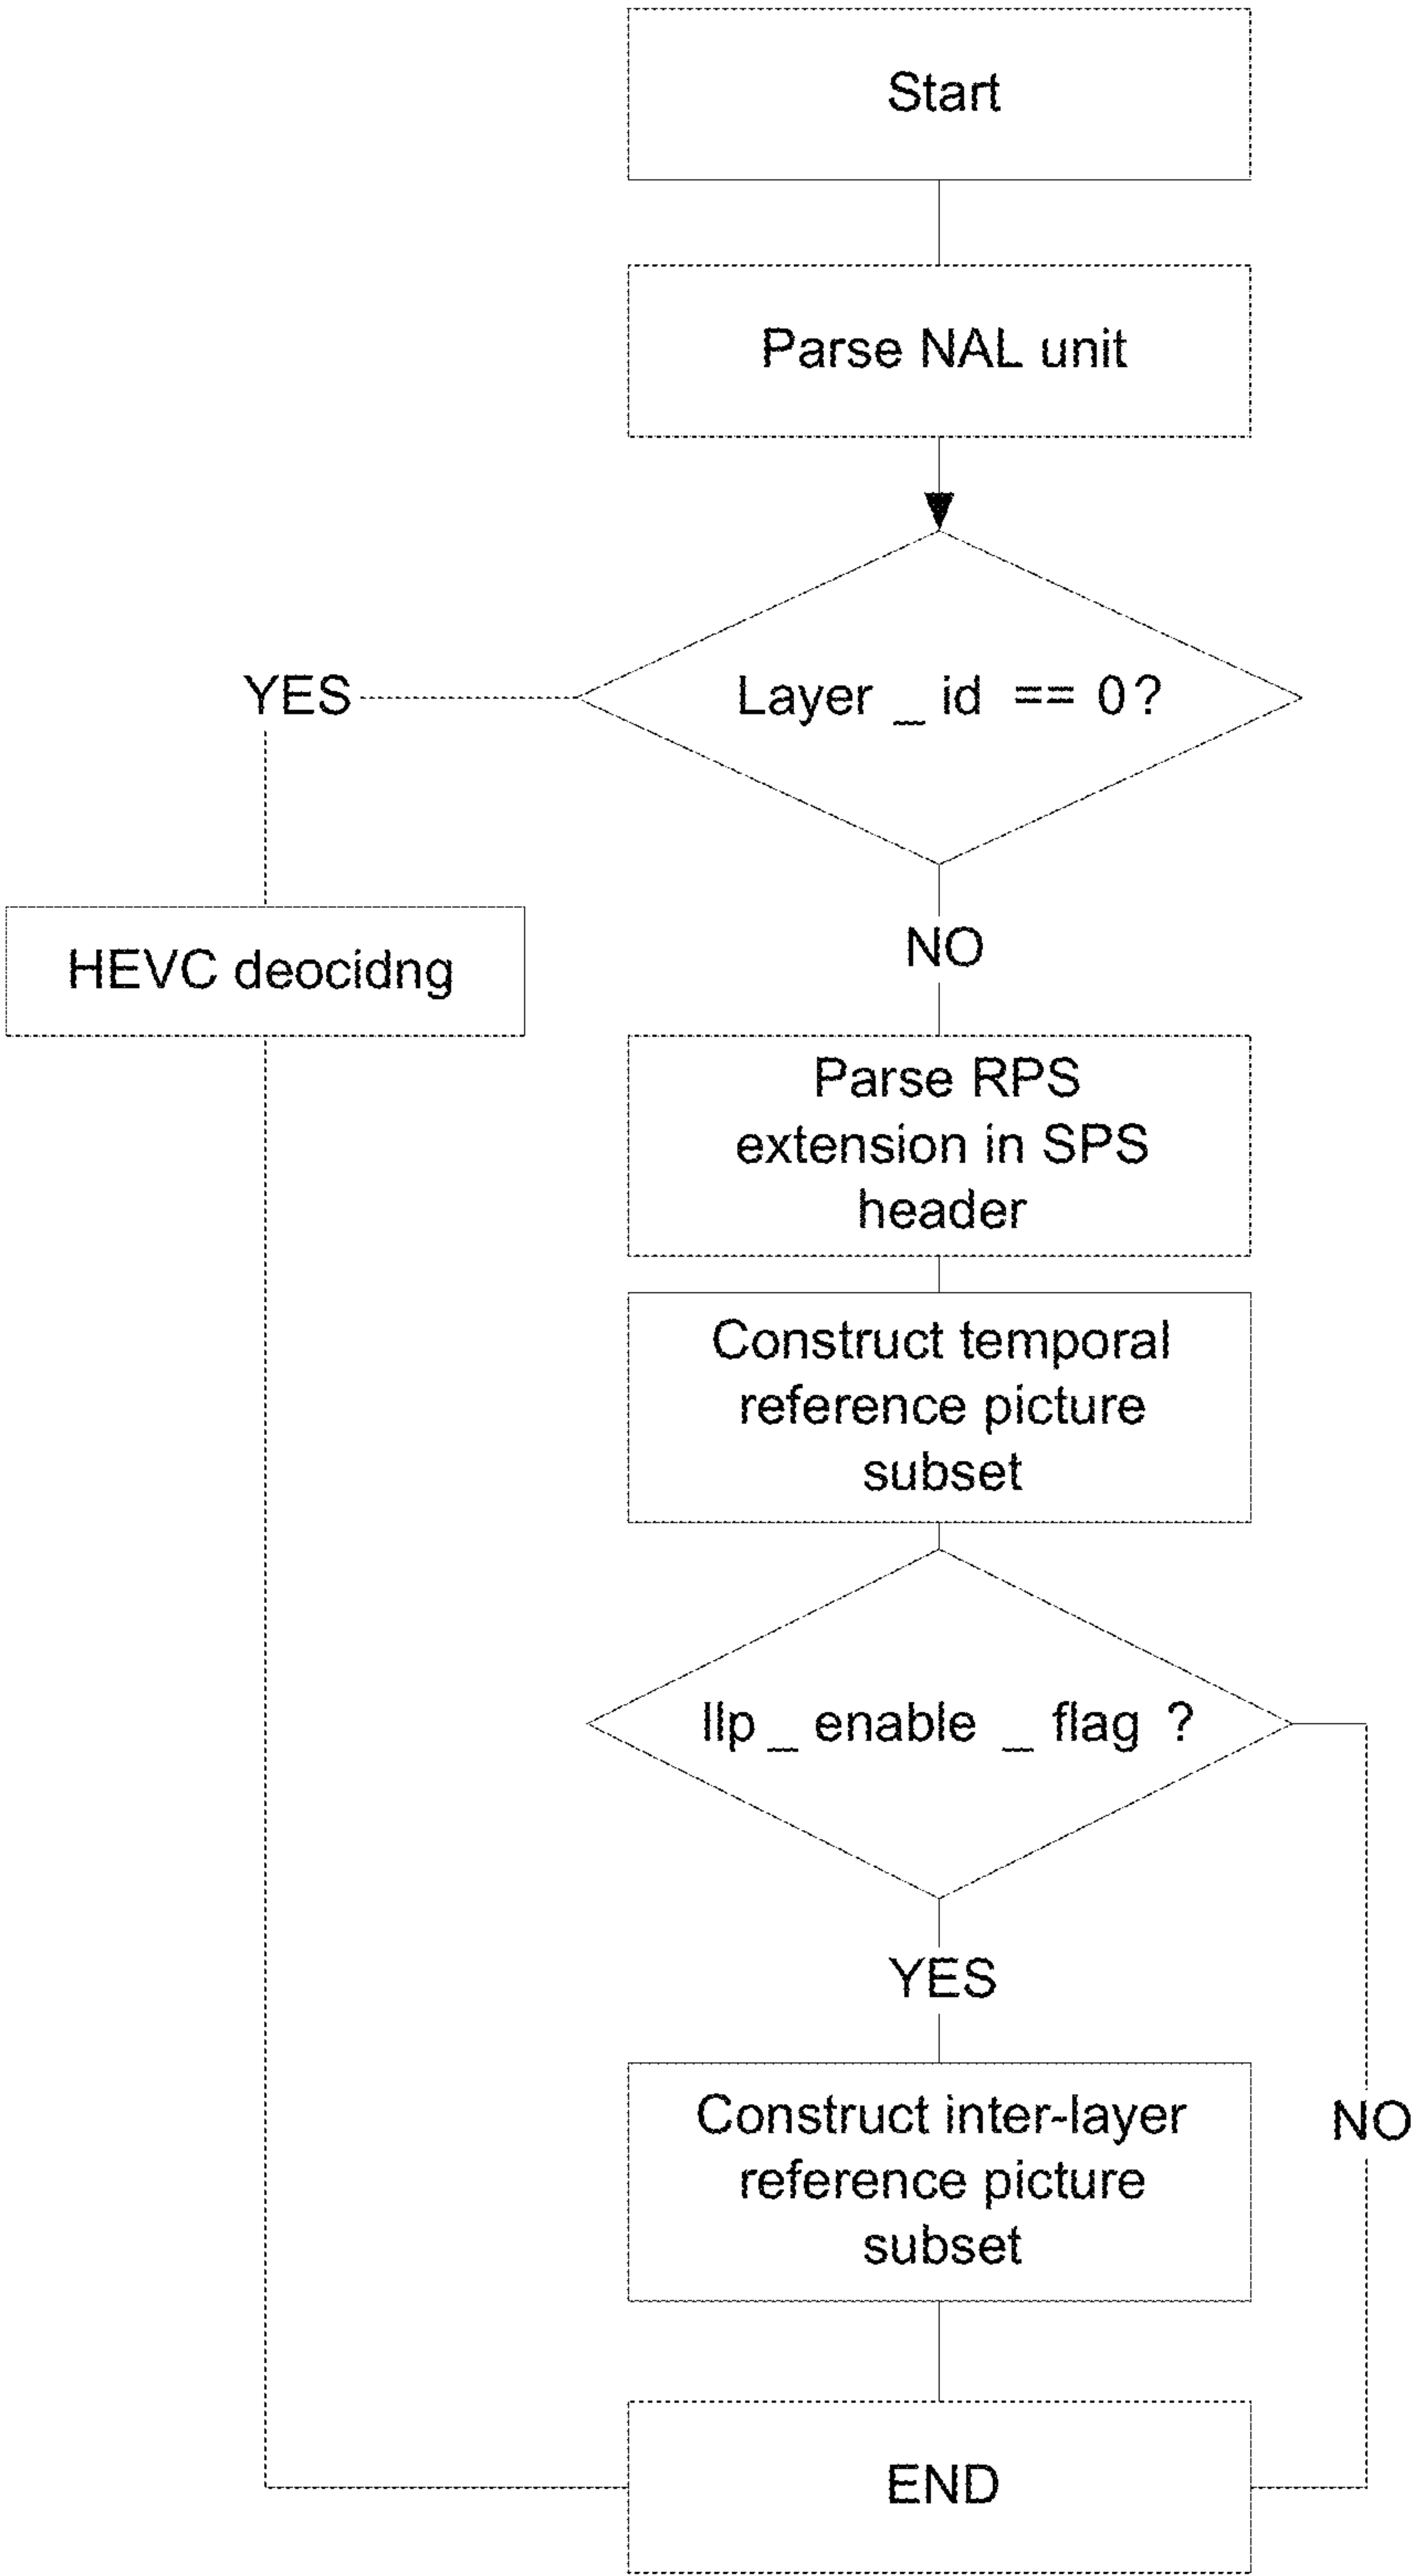 Start
Parse NAL unit
Layer _ id == 0?
YES
NO
HEVC deocidng
Parse RPS
extension in SPS
header
Construct temporal
reference picture
subset
Ilp _ enable _ flag ?
YES
NO
Construct inter-layer
reference picture
subset
END